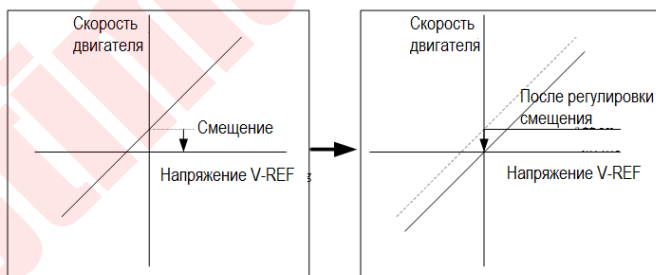 Скорость
двигателя
Смещение
Напряжение V-REF
Скорость
двигателя
После регулировки
смещения
Напряжение V-REF